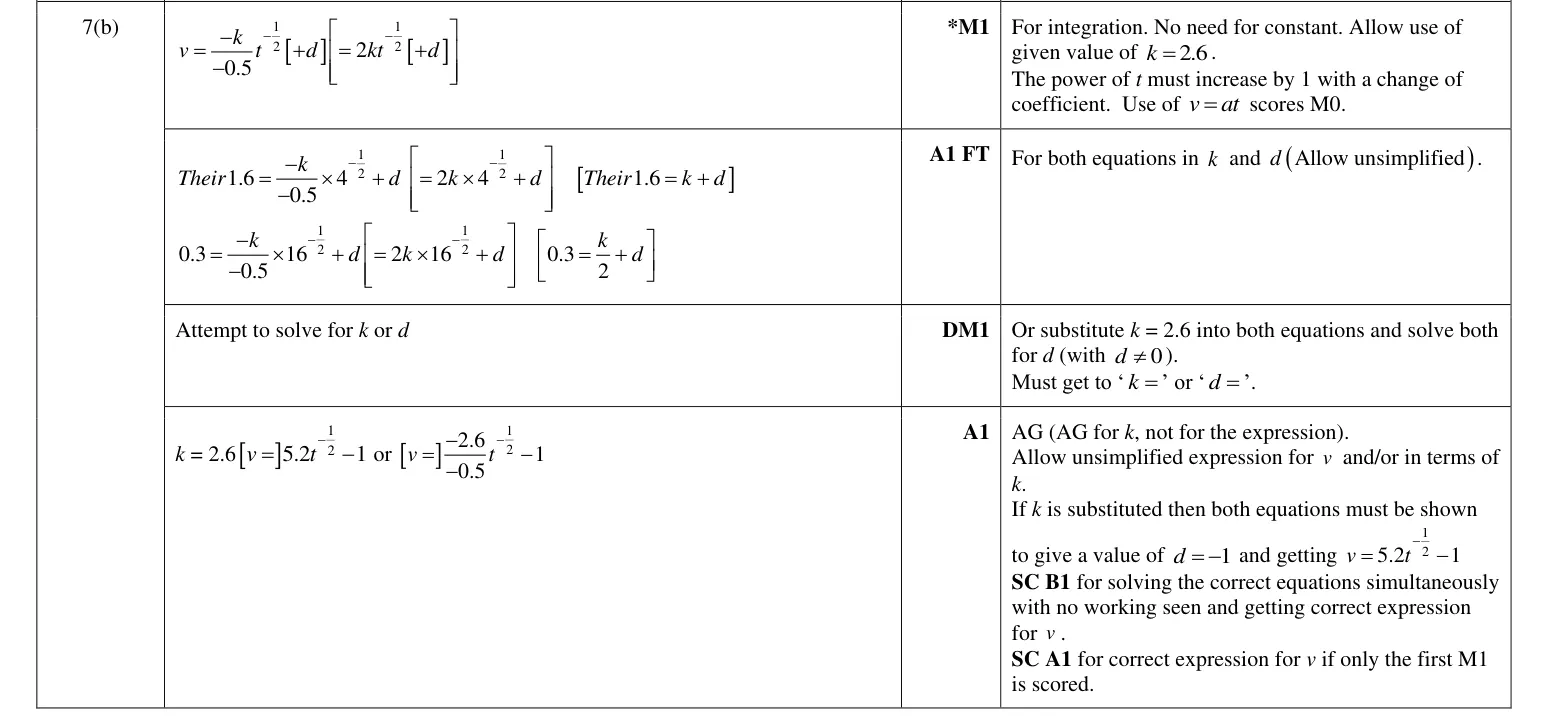 7(b)
v = −k/−0.5 t^(−1/2) [+d] [= 2kt^(−1/2) [+d]]
*M1
For integration. No need for constant. Allow use of
given value of k = 2.6 .
The power of t must increase by 1 with a change of
coefficient. Use of v = at scores M0.
Their1.6 = −k/−0.5 × 4^(−1/2) + d [= 2k × 4^(−1/2) + d] [Their1.6 = k + d]
0.3 = −k/−0.5 × 16^(−1/2) + d [= 2k × 16^(−1/2) + d] [0.3 = k/2 + d]
A1 FT
For both equations in k and d (Allow unsimplified) .
Attempt to solve for k or d
DM1
Or substitute k = 2.6 into both equations and solve both
for d (with d ≠ 0 ).
Must get to ‘ k = ’ or ‘ d = ’.
k = 2.6 [v =] 5.2t^(−1/2) − 1 or [v =] −2.6/−0.5 t^(−1/2) − 1
A1
AG (AG for k, not for the expression).
Allow unsimplified expression for v and/or in terms of
k.
If k is substituted then both equations must be shown
to give a value of d = −1 and getting v = 5.2t^(−1/2) − 1
SC B1 for solving the correct equations simultaneously
with no working seen and getting correct expression
for v .
SC A1 for correct expression for v if only the first M1
is scored.